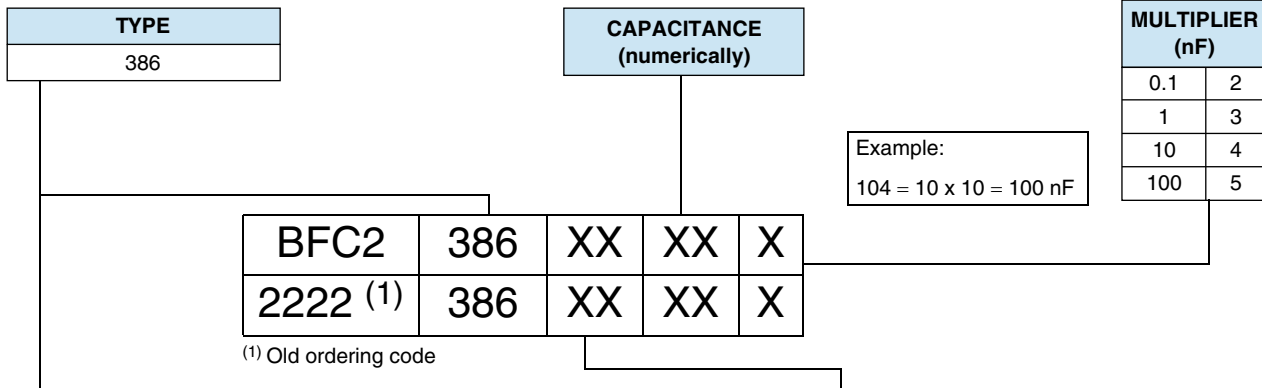 TYPE
386
CAPACITANCE
(numerically)
MULTIPLIER
(nF)
0.1 2
1 3
10 4
100 5
Example:
104 = 10 x 10 = 100 nF
BFC2 386 XX XX X
2222 (1) 386 XX XX X
(1) Old ordering code